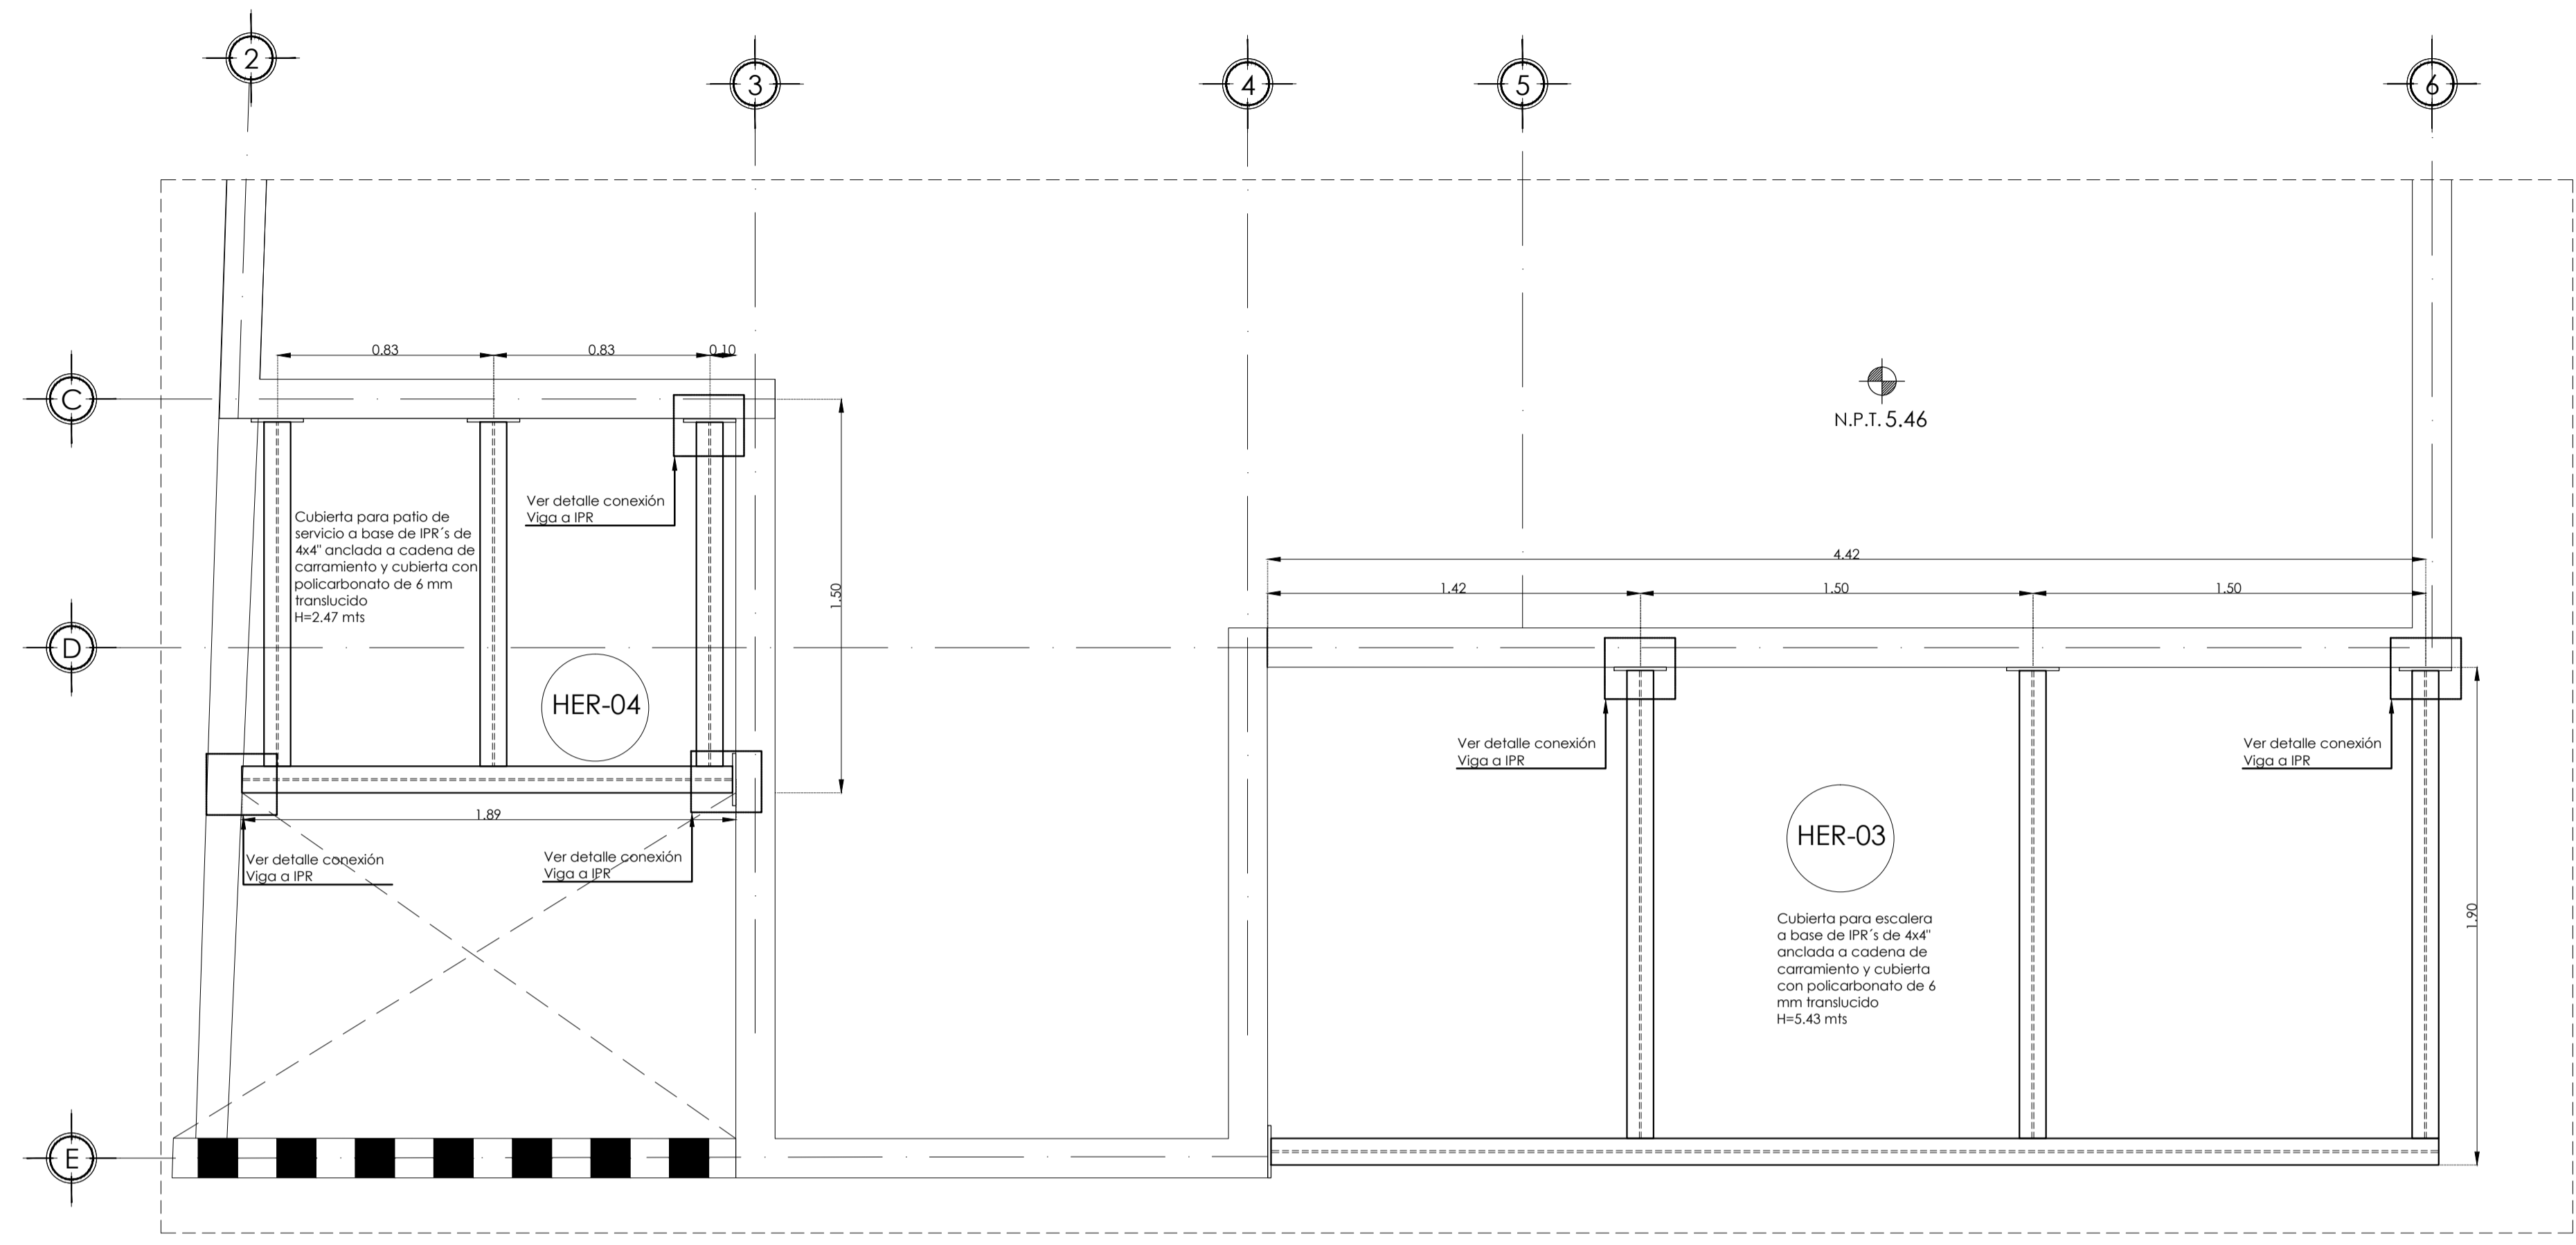 2
3
4
5
6
C
D
E
0.83
0.83
0.10
1.50
Ver detalle conexión
Viga a IPR
Cubierta para patio de
servicio a base de IPR´s de
4x4" anclada a cadena de
carramiento y cubierta con
policarbonato de 6 mm
translucido
H=2.47 mts
HER-04
1.89
Ver detalle conexión
Viga a IPR
Ver detalle conexión
Viga a IPR
N.P.T. 5.46
4.42
1.42
1.50
1.50
Ver detalle conexión
Viga a IPR
Ver detalle conexión
Viga a IPR
HER-03
1.90
Cubierta para escalera
a base de IPR´s de 4x4"
anclada a cadena de
carramiento y cubierta
con policarbonato de 6
mm translucido
H=5.43 mts